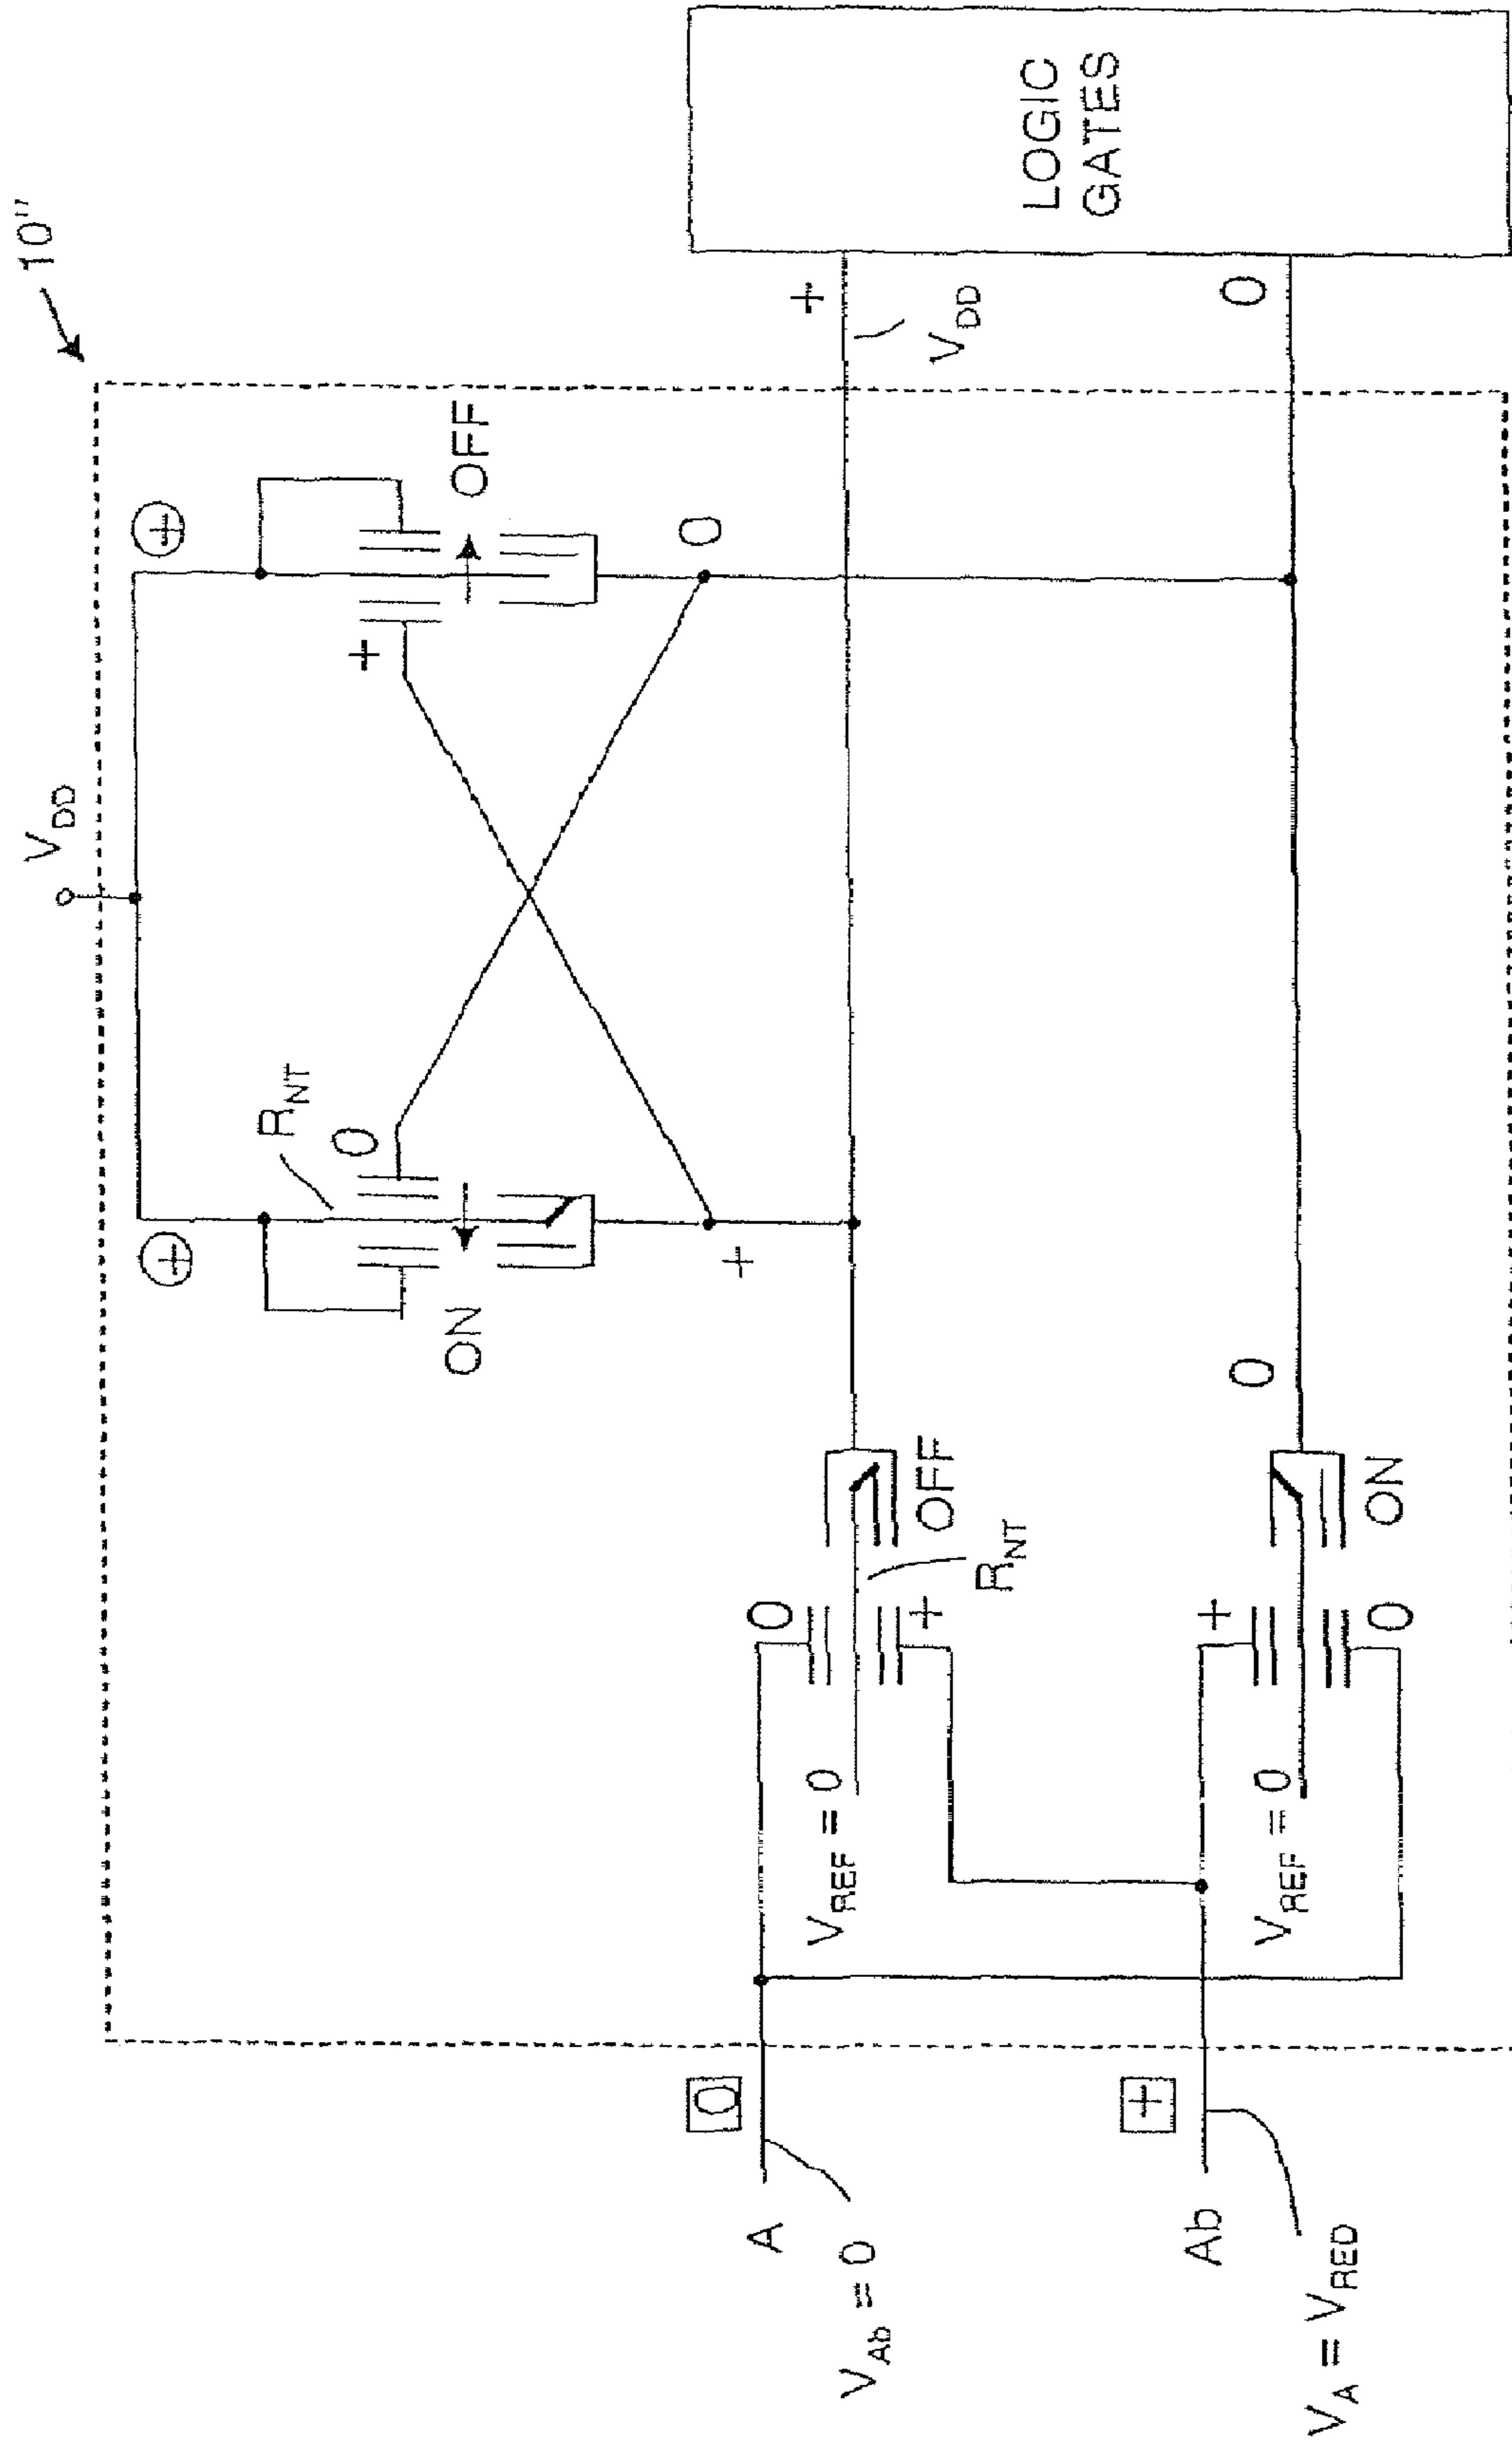 10"
V_DD
+
+
R_NT
0
+
ON
OFF
+
0
+
V_DD
0
LOGIC
GATES
0
A
V_Ab = 0
0
V_REF = 0
+
OFF
R_NT
+
Ab
V_A = V_RED
+
V_REF = 0
0
ON
0